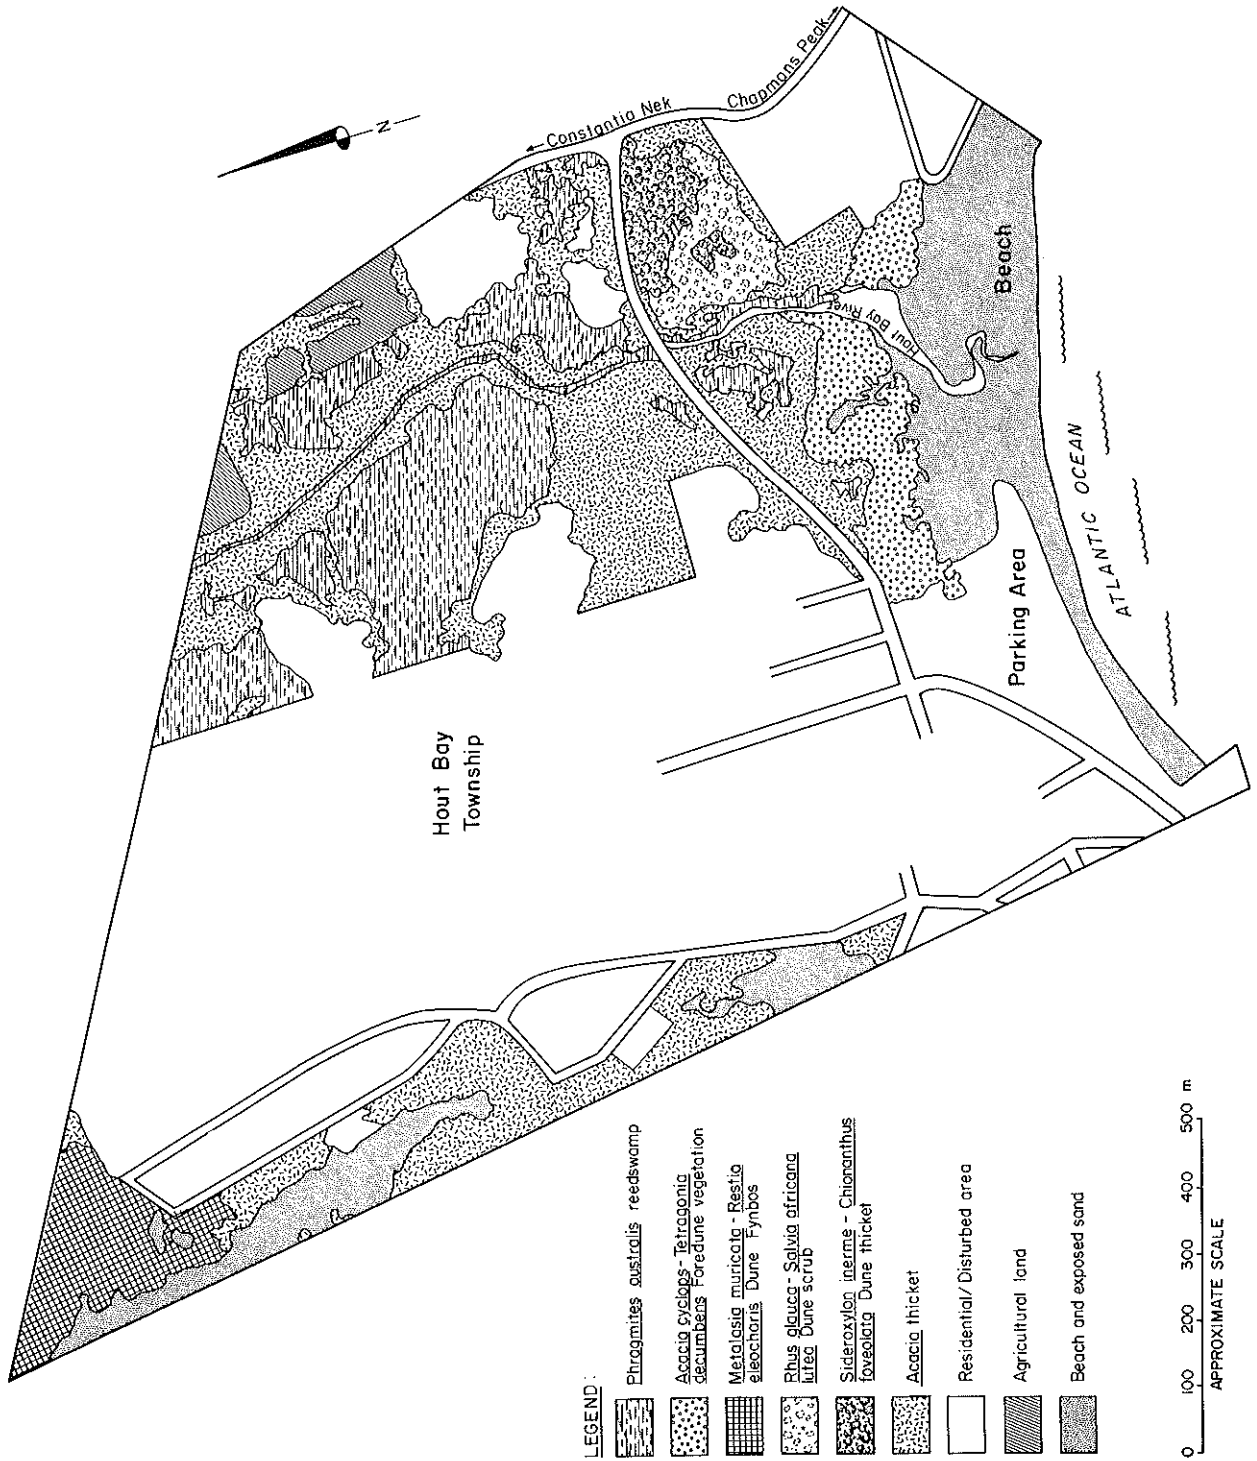 N
Constantia Nek
Chapmans Peak
Hout Bay River
Beach
ATLANTIC OCEAN
Parking Area
Hout Bay
Township
LEGEND:
Phragmites australis reedswamp
Acacia cyclops - Tetragonia
decumbens Foredune vegetation
Metalasia muricata - Restio
eleocharis Dune Fynbos
Rhus glauca - Salvia africana
lutea Dune scrub
Sideroxylon inerme - Chionanthus
foveolata Dune thicket
Acacia thicket
Residential/Disturbed area
Agricultural land
Beach and exposed sand
0 100 200 300 400 500 m
APPROXIMATE SCALE